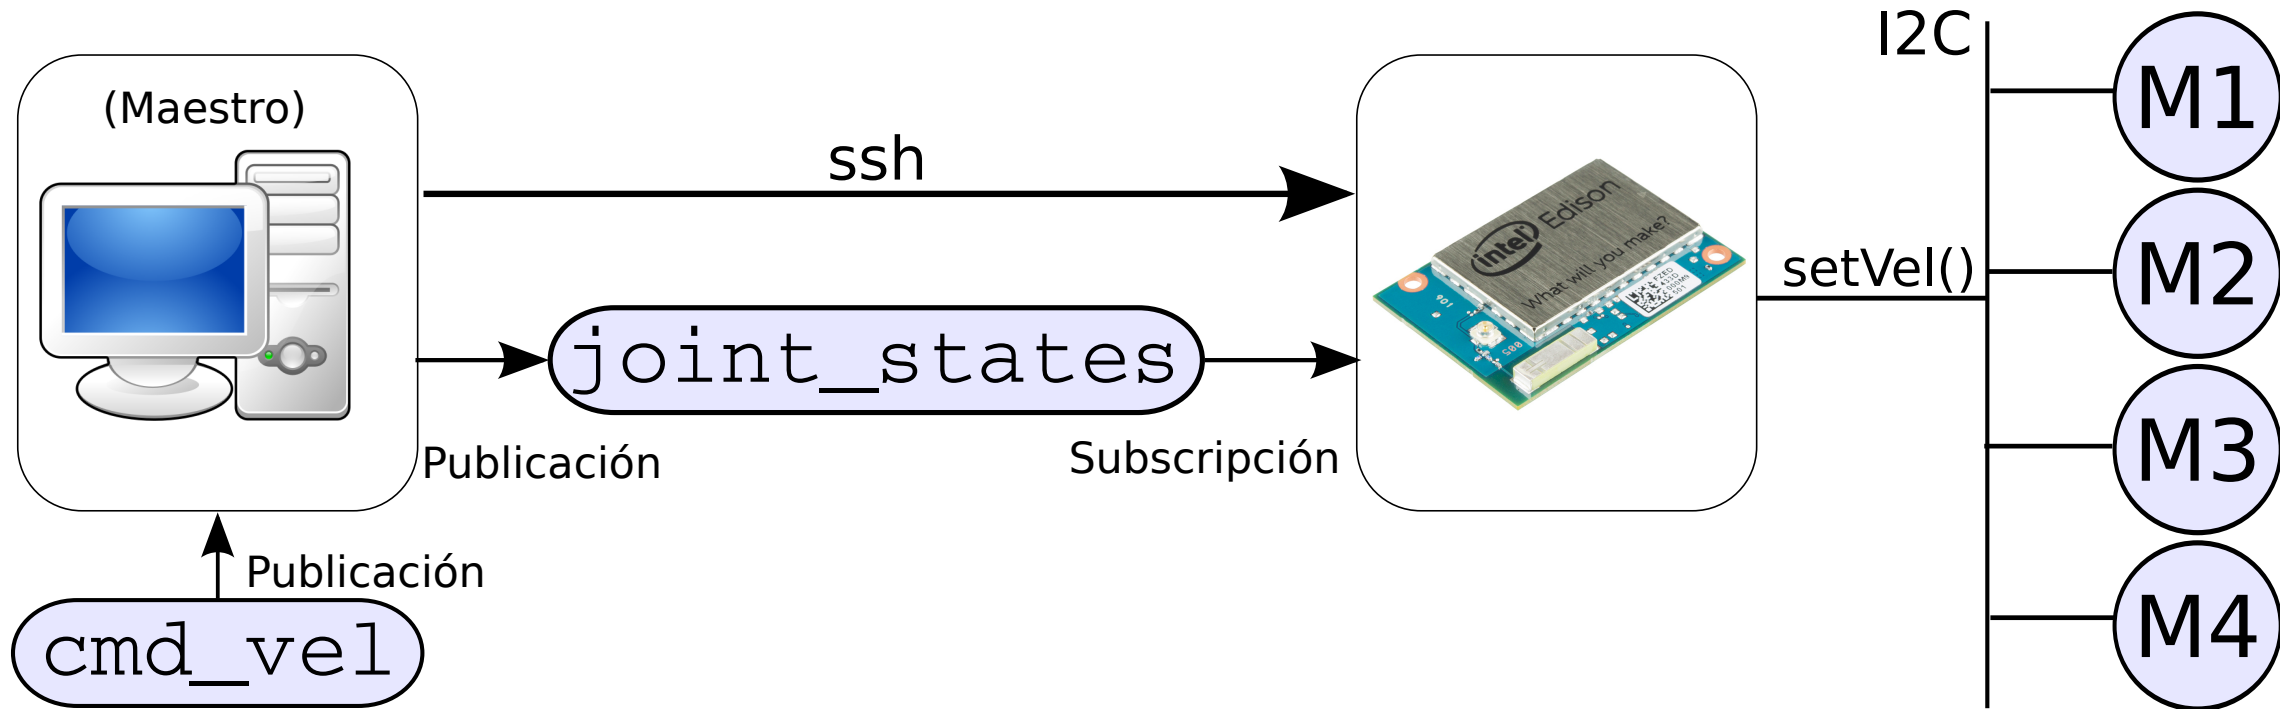 (Maestro)
ssh
I2C
M1
intel Edison
What will you make?
setVel()
M2
joint_states
Publicación
Subscripción
M3
Publicación
cmd_vel
M4